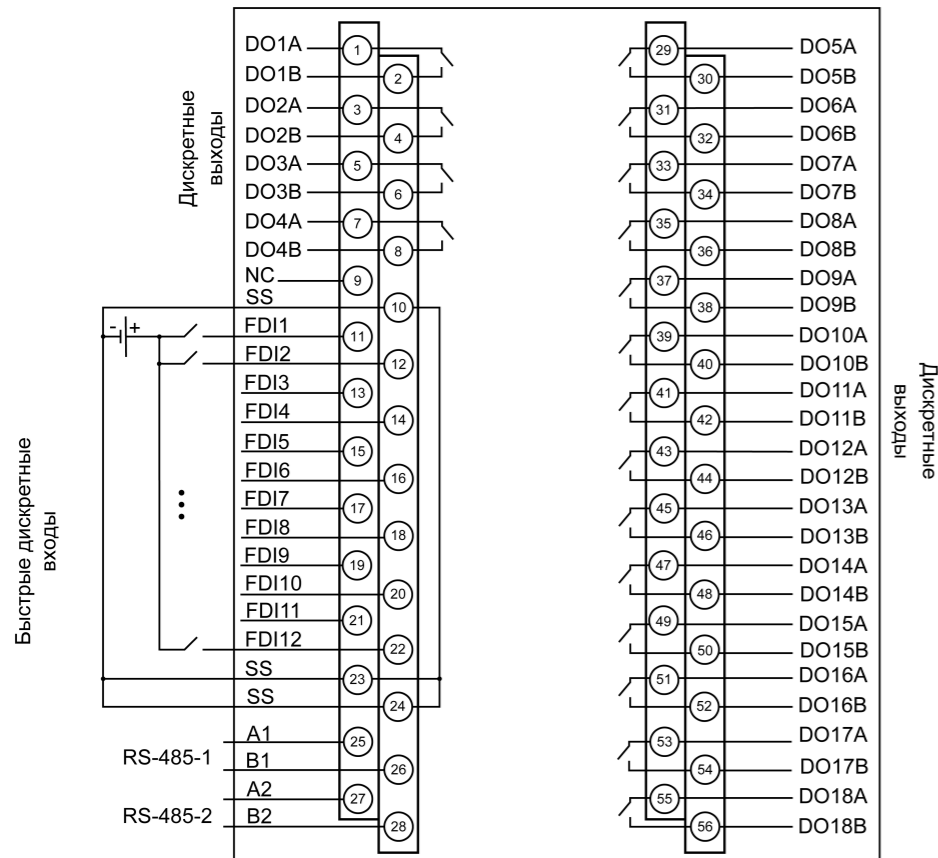 Дискретные
выходы
DO1A 1
DO1B 2
DO2A 3
DO2B 4
DO3A 5
DO3B 6
DO4A 7
DO4B 8
NC 9
SS 10
- +
FDI1 11
FDI2 12
FDI3 13
FDI4 14
FDI5 15
FDI6 16
FDI7 17
FDI8 18
FDI9 19
FDI10 20
FDI11 21
FDI12 22
SS 23
SS 24
Быстрые дискретные
входы
RS-485-1
A1 25
B1 26
RS-485-2
A2 27
B2 28
29 DO5A
30 DO5B
31 DO6A
32 DO6B
33 DO7A
34 DO7B
35 DO8A
36 DO8B
37 DO9A
38 DO9B
39 DO10A
40 DO10B
41 DO11A
42 DO11B
43 DO12A
44 DO12B
45 DO13A
46 DO13B
47 DO14A
48 DO14B
49 DO15A
50 DO15B
51 DO16A
52 DO16B
53 DO17A
54 DO17B
55 DO18A
56 DO18B
Дискретные
выходы